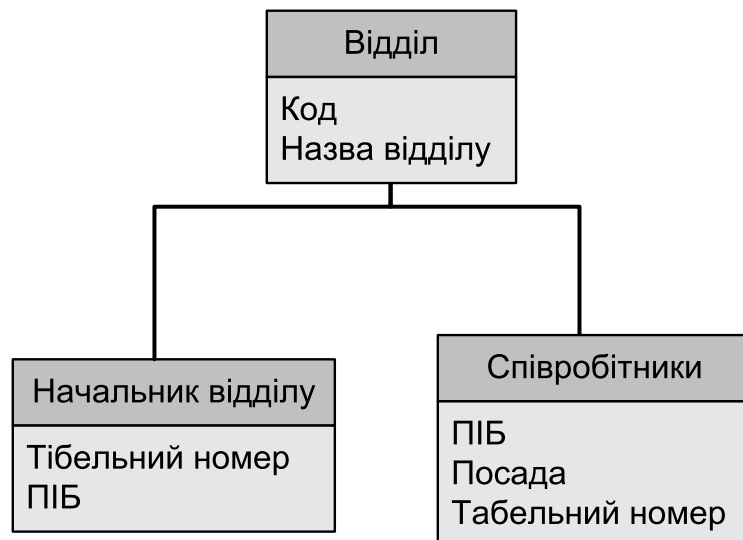 Відділ
Код
Назва відділу
Начальник відділу
Тібельний номер
ПІБ
Співробітники
ПІБ
Посада
Табельний номер